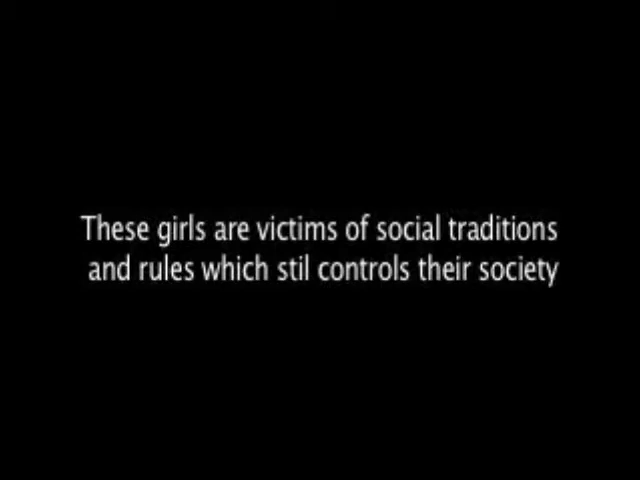 These girls are victims of social traditions
and rules which stil controls their society